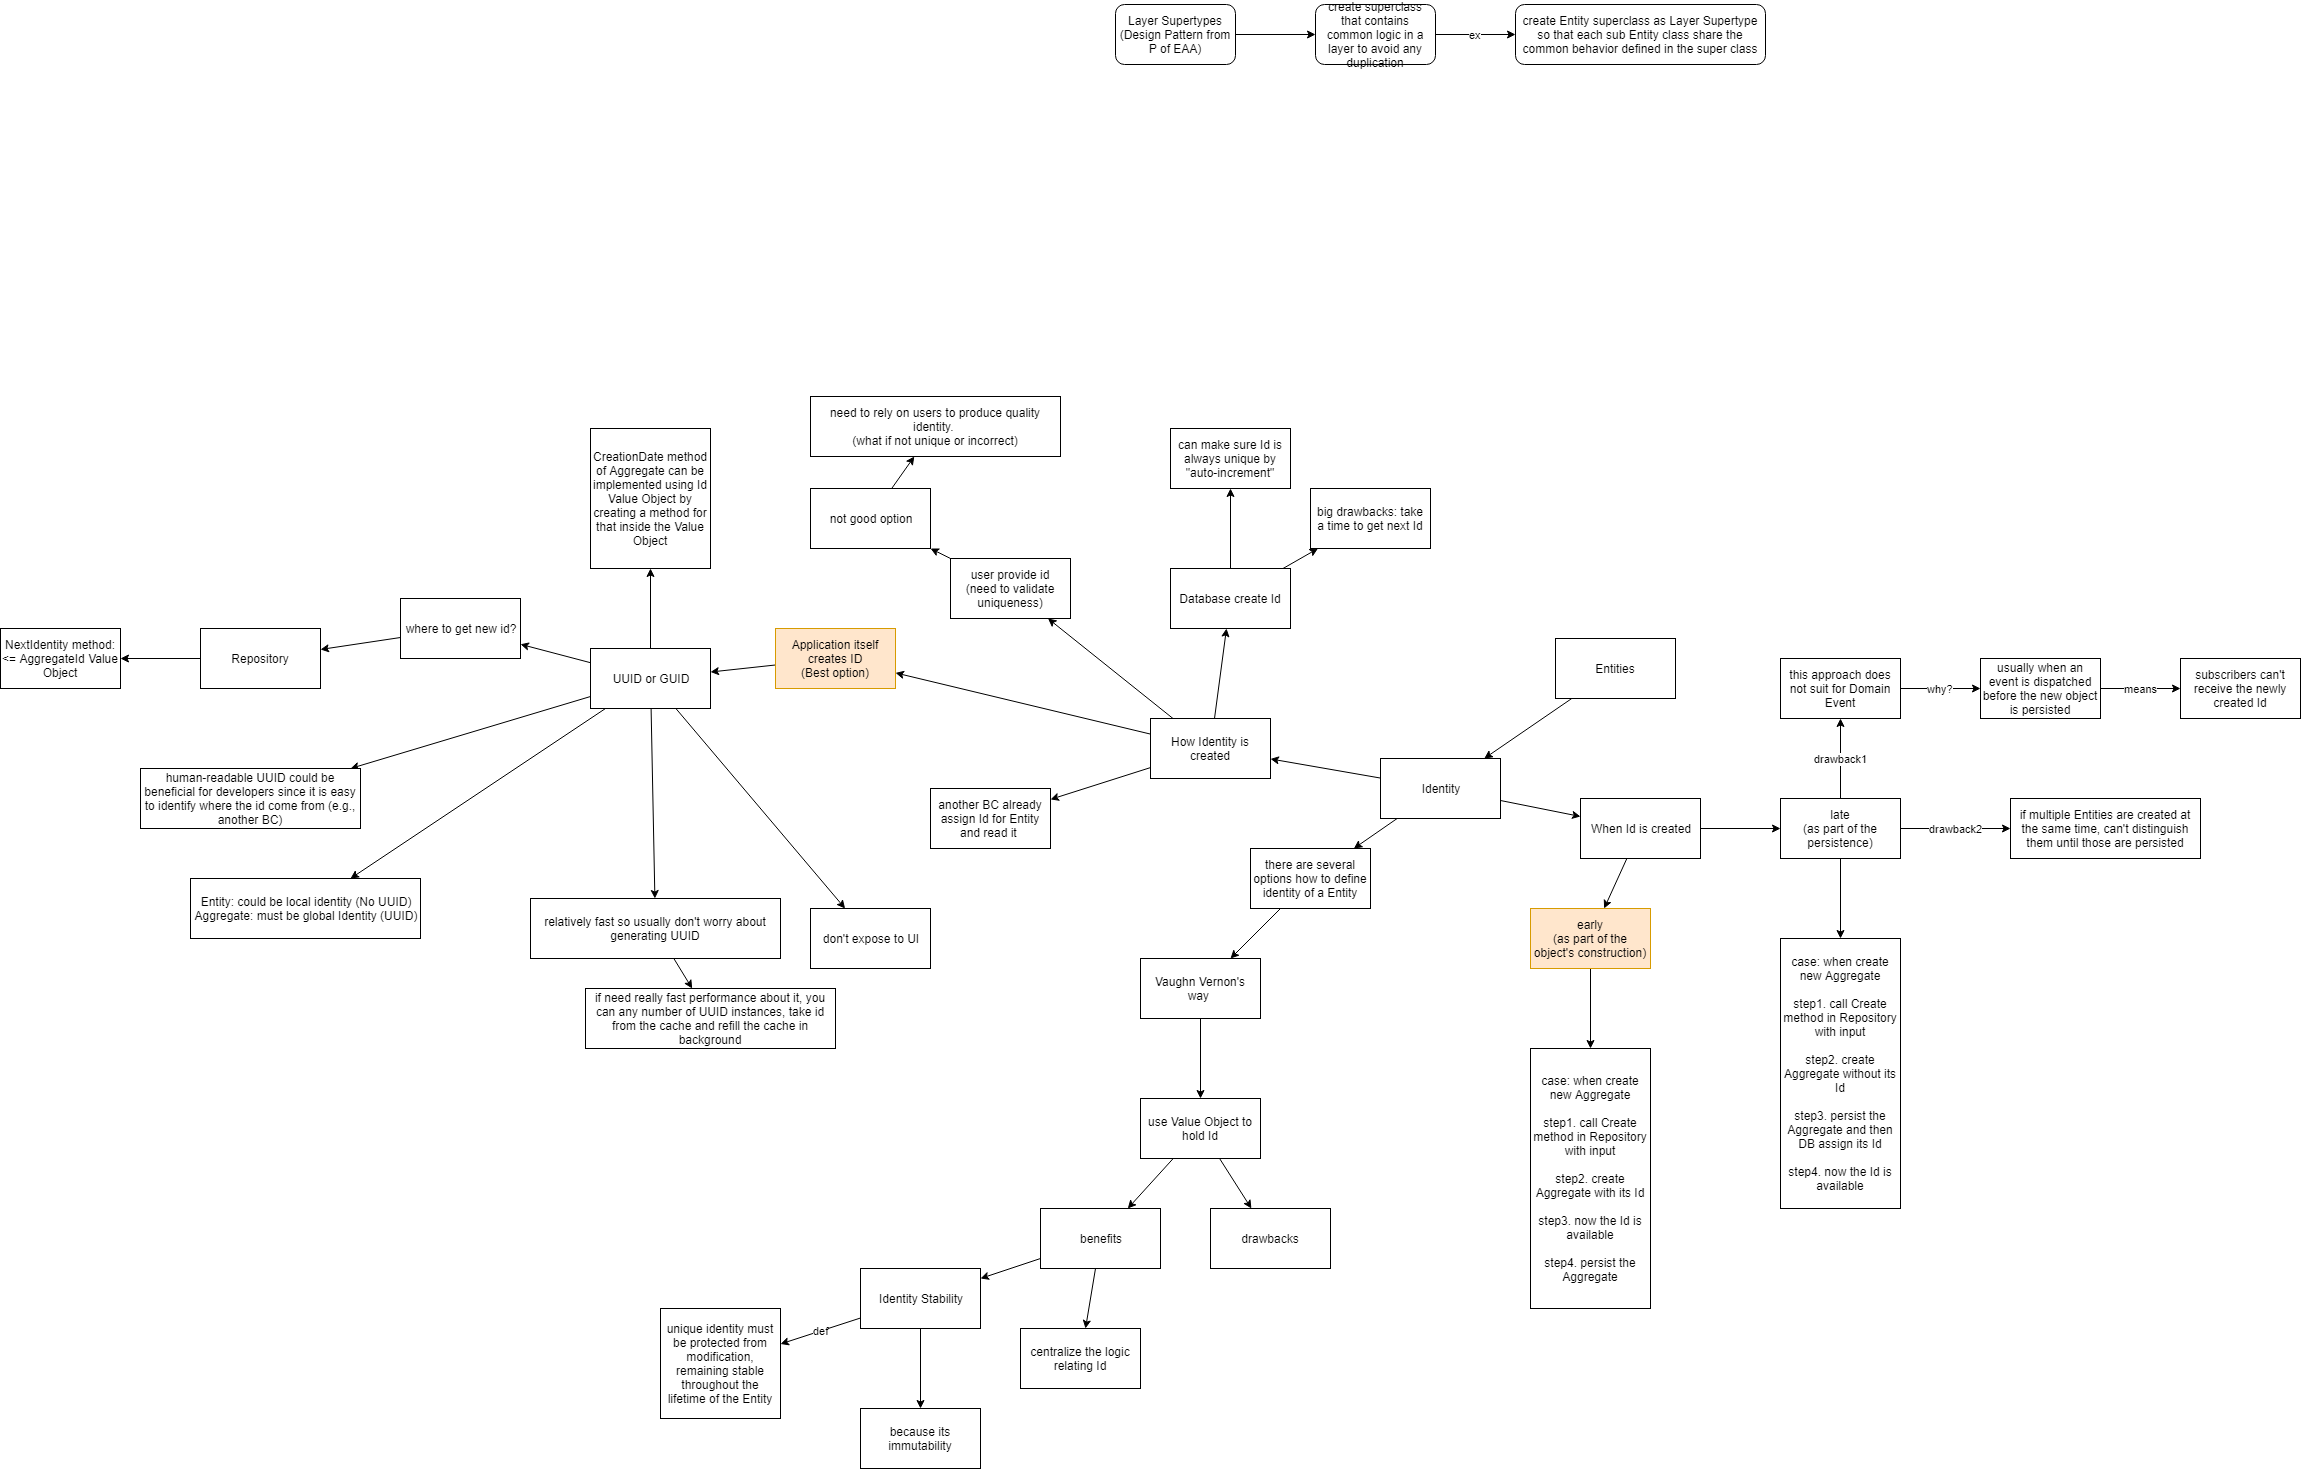 Layer Supertypes
(Design Pattern from
P of EAA)
create superclass
that contains
common logic in a
layer to avoid any
duplication
ex
create Entity superclass as Layer Supertype
so that each sub Entity class share the
common behavior defined in the super class
need to rely on users to produce quality
identity.
(what if not unique or incorrect)
CreationDate method
of Aggregate can be
implemented using Id
Value Object by
creating a method for
that inside the Value
Object
can make sure Id is
always unique by
"auto-increment"
not good option
big drawbacks: take
a time to get next Id
user provide id
(need to validate
uniqueness)
Database create Id
where to get new id?
NextIdentity method:
<= AggregateId Value
Object
Repository
UUID or GUID
Application itself
creates ID
(Best option)
Entities
this approach does
not suit for Domain
Event
why?
usually when an
event is dispatched
before the new object
is persisted
means
subscribers can't
receive the newly
created Id
How Identity is
created
drawback1
Identity
human-readable UUID could be
beneficial for developers since it is easy
to identify where the id come from (e.g.,
another BC)
another BC already
assign Id for Entity
and read it
When Id is created
late
(as part of the
persistence)
drawback2
if multiple Entities are created at
the same time, can't distinguish
them until those are persisted
there are several
options how to define
identity of a Entity
Entity: could be local identity (No UUID)
Aggregate: must be global Identity (UUID)
relatively fast so usually don't worry about
generating UUID
don't expose to UI
early
(as part of the
object's construction)
if need really fast performance about it, you
can any number of UUID instances, take id
from the cache and refill the cache in
background
Vaughn Vernon's
way
case: when create
new Aggregate
step1. call Create
method in Repository
with input
step2. create
Aggregate without its
Id
step3. persist the
Aggregate and then
DB assign its Id
step4. now the Id is
available
case: when create
new Aggregate
step1. call Create
method in Repository
with input
step2. create
Aggregate with its Id
step3. now the Id is
available
step4. persist the
Aggregate
use Value Object to
hold Id
benefits
drawbacks
Identity Stability
def
unique identity must
be protected from
modification,
remaining stable
throughout the
lifetime of the Entity
centralize the logic
relating Id
because its
immutability